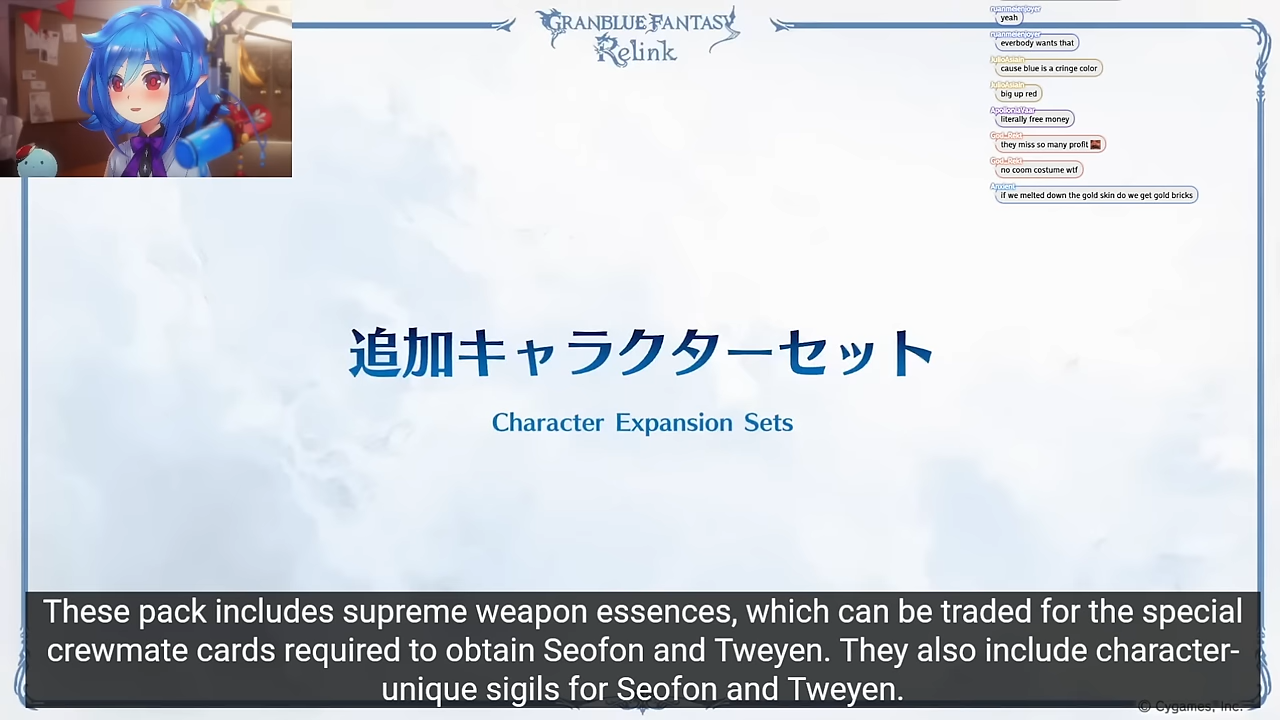 GRANBLUE FANTASY
Relink
ruanmeienjoyer
yeah
ruanmeienjoyer
everbody wants that
cause blue is a cringe color
big up red
literally free money
God_Rekt
they miss so many profit
God_Rekt
no coom costume wtf
if we melted down the gold skin do we get gold bricks
追加キャラクターセット
Character Expansion Sets
These pack includes supreme weapon essences, which can be traded for the special
crewmate cards required to obtain Seofon and Tweyen. They also include character-
unique sigils for Seofon and Tweyen.
© Cygames, Inc.